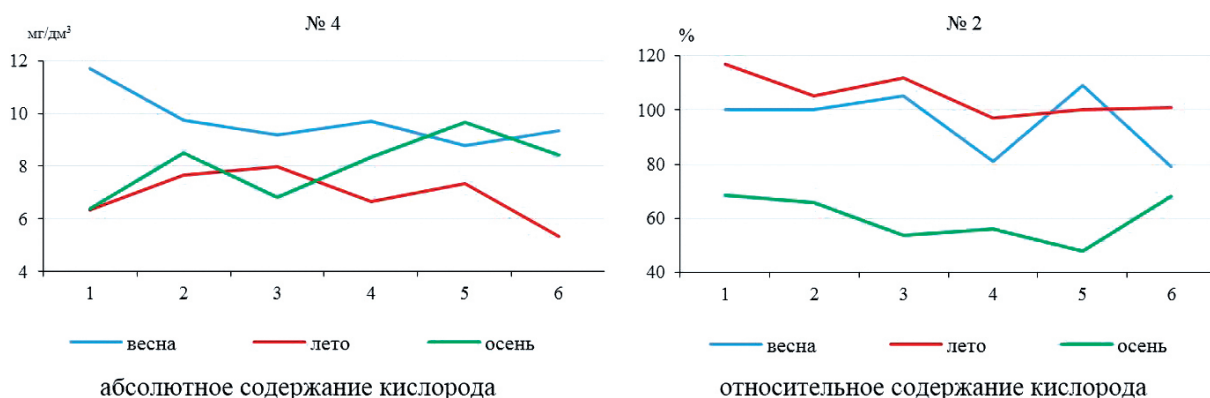 № 4
мг/дм³
12
10
8
6
4
1 2 3 4 5 6
весна лето осень
абсолютное содержание кислорода
№ 2
%
120
100
80
60
40
1 2 3 4 5 6
весна лето осень
относительное содержание кислорода